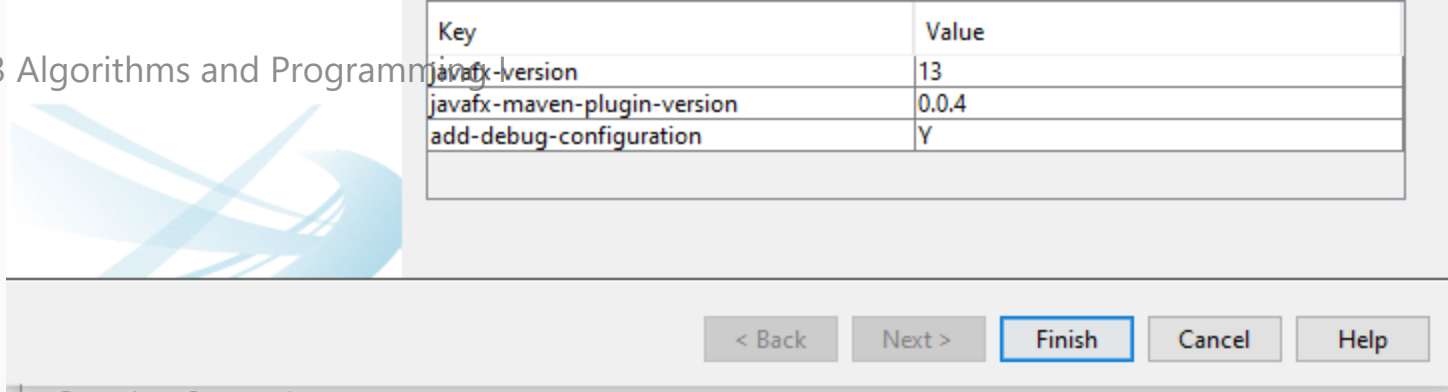 Key Value
Algorithms and Programming I
javafx-version 13
javafx-maven-plugin-version 0.0.4
add-debug-configuration Y
< Back Next > Finish Cancel Help